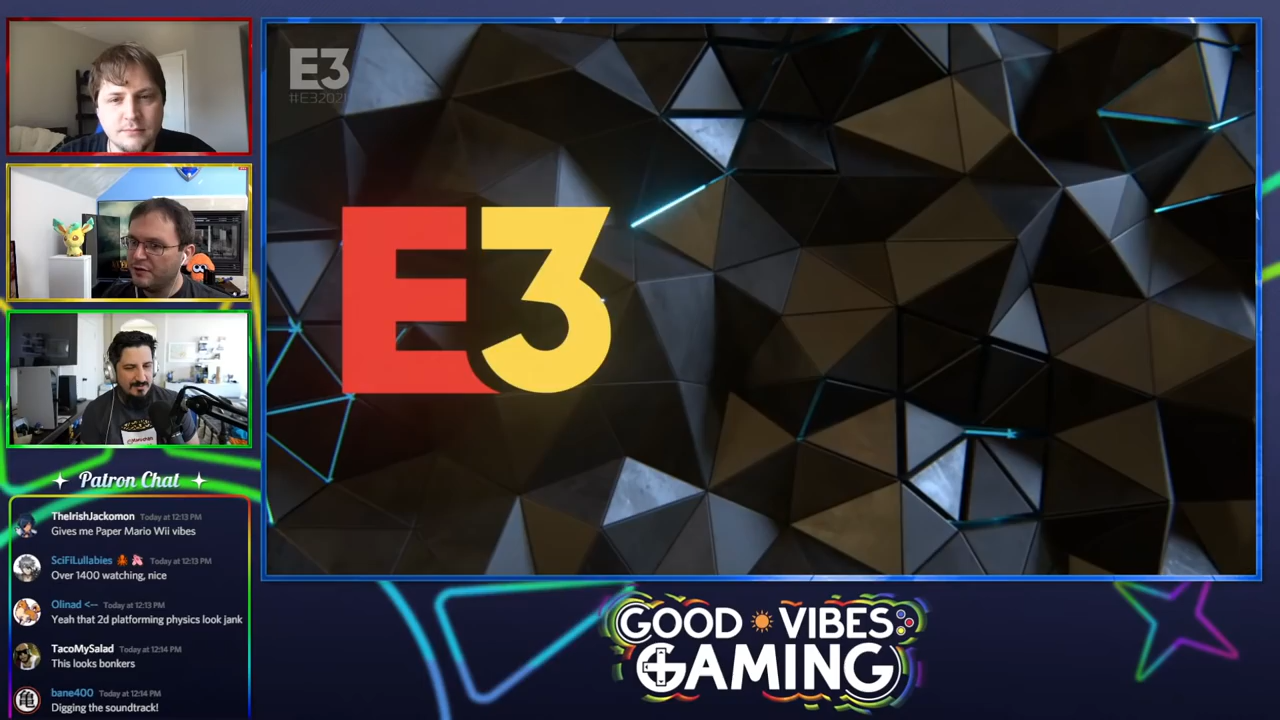 E3
#E32021
E3
Patron Chat
TheIrishJackomon Today at 12:13 PM
Gives me Paper Mario Wii vibes
SciFiLullabies Today at 12:13 PM
Over 1400 watching, nice
Olinad <-- Today at 12:13 PM
Yeah that 2d platforming physics look jank
TacoMySalad Today at 12:14 PM
This looks bonkers
bane400 Today at 12:14 PM
Digging the soundtrack!
GOOD VIBES
GAMING